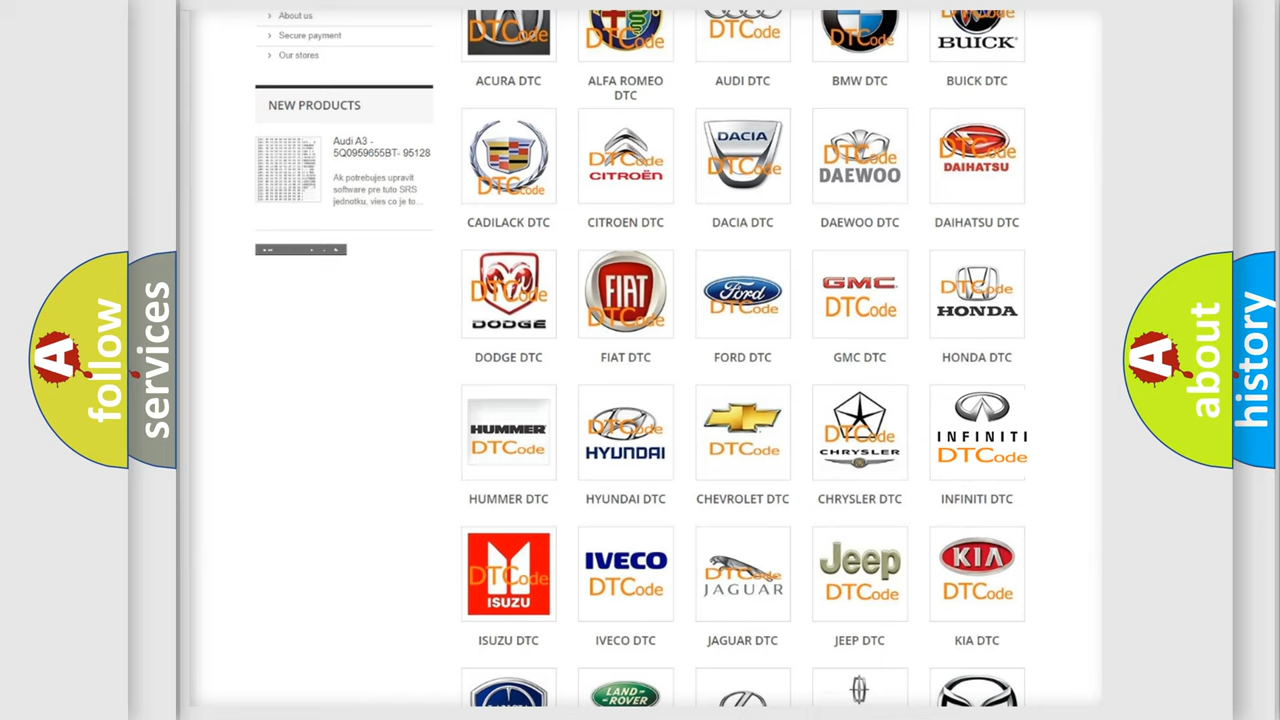 About us
Secure payment
Our stores
NEW PRODUCTS
Audi A3 -
5Q0959655BT- 95128
Ak potrebujes upravit
software pre tuto SRS
jednotku, vies co je to...
DTCode
DTCode
DTCode
DTCode
BUICK
DTCode
ACURA DTC
ALFA ROMEO
DTC
AUDI DTC
BMW DTC
BUICK DTC
DTCode
DTCode
CITROËN
DACIA
DTCode
DTCode
DAEWOO
DTCode
DAIHATSU
CADILACK DTC
CITROEN DTC
DACIA DTC
DAEWOO DTC
DAIHATSU DTC
DTCode
DODGE
FIAT
DTCode
Ford
DTCode
GMC
DTCode
DTCode
HONDA
DODGE DTC
FIAT DTC
FORD DTC
GMC DTC
HONDA DTC
HUMMER
DTCode
DTCode
HYUNDAI
DTCode
DTCode
CHRYSLER
INFINITI
DTCode
HUMMER DTC
HYUNDAI DTC
CHEVROLET DTC
CHRYSLER DTC
INFINITI DTC
DTCode
ISUZU
IVECO
DTCode
DTCode
JAGUAR
Jeep
DTCode
KIA
DTCode
ISUZU DTC
IVECO DTC
JAGUAR DTC
JEEP DTC
KIA DTC
LAND-
ROVER
A
follow
services
A
about
history